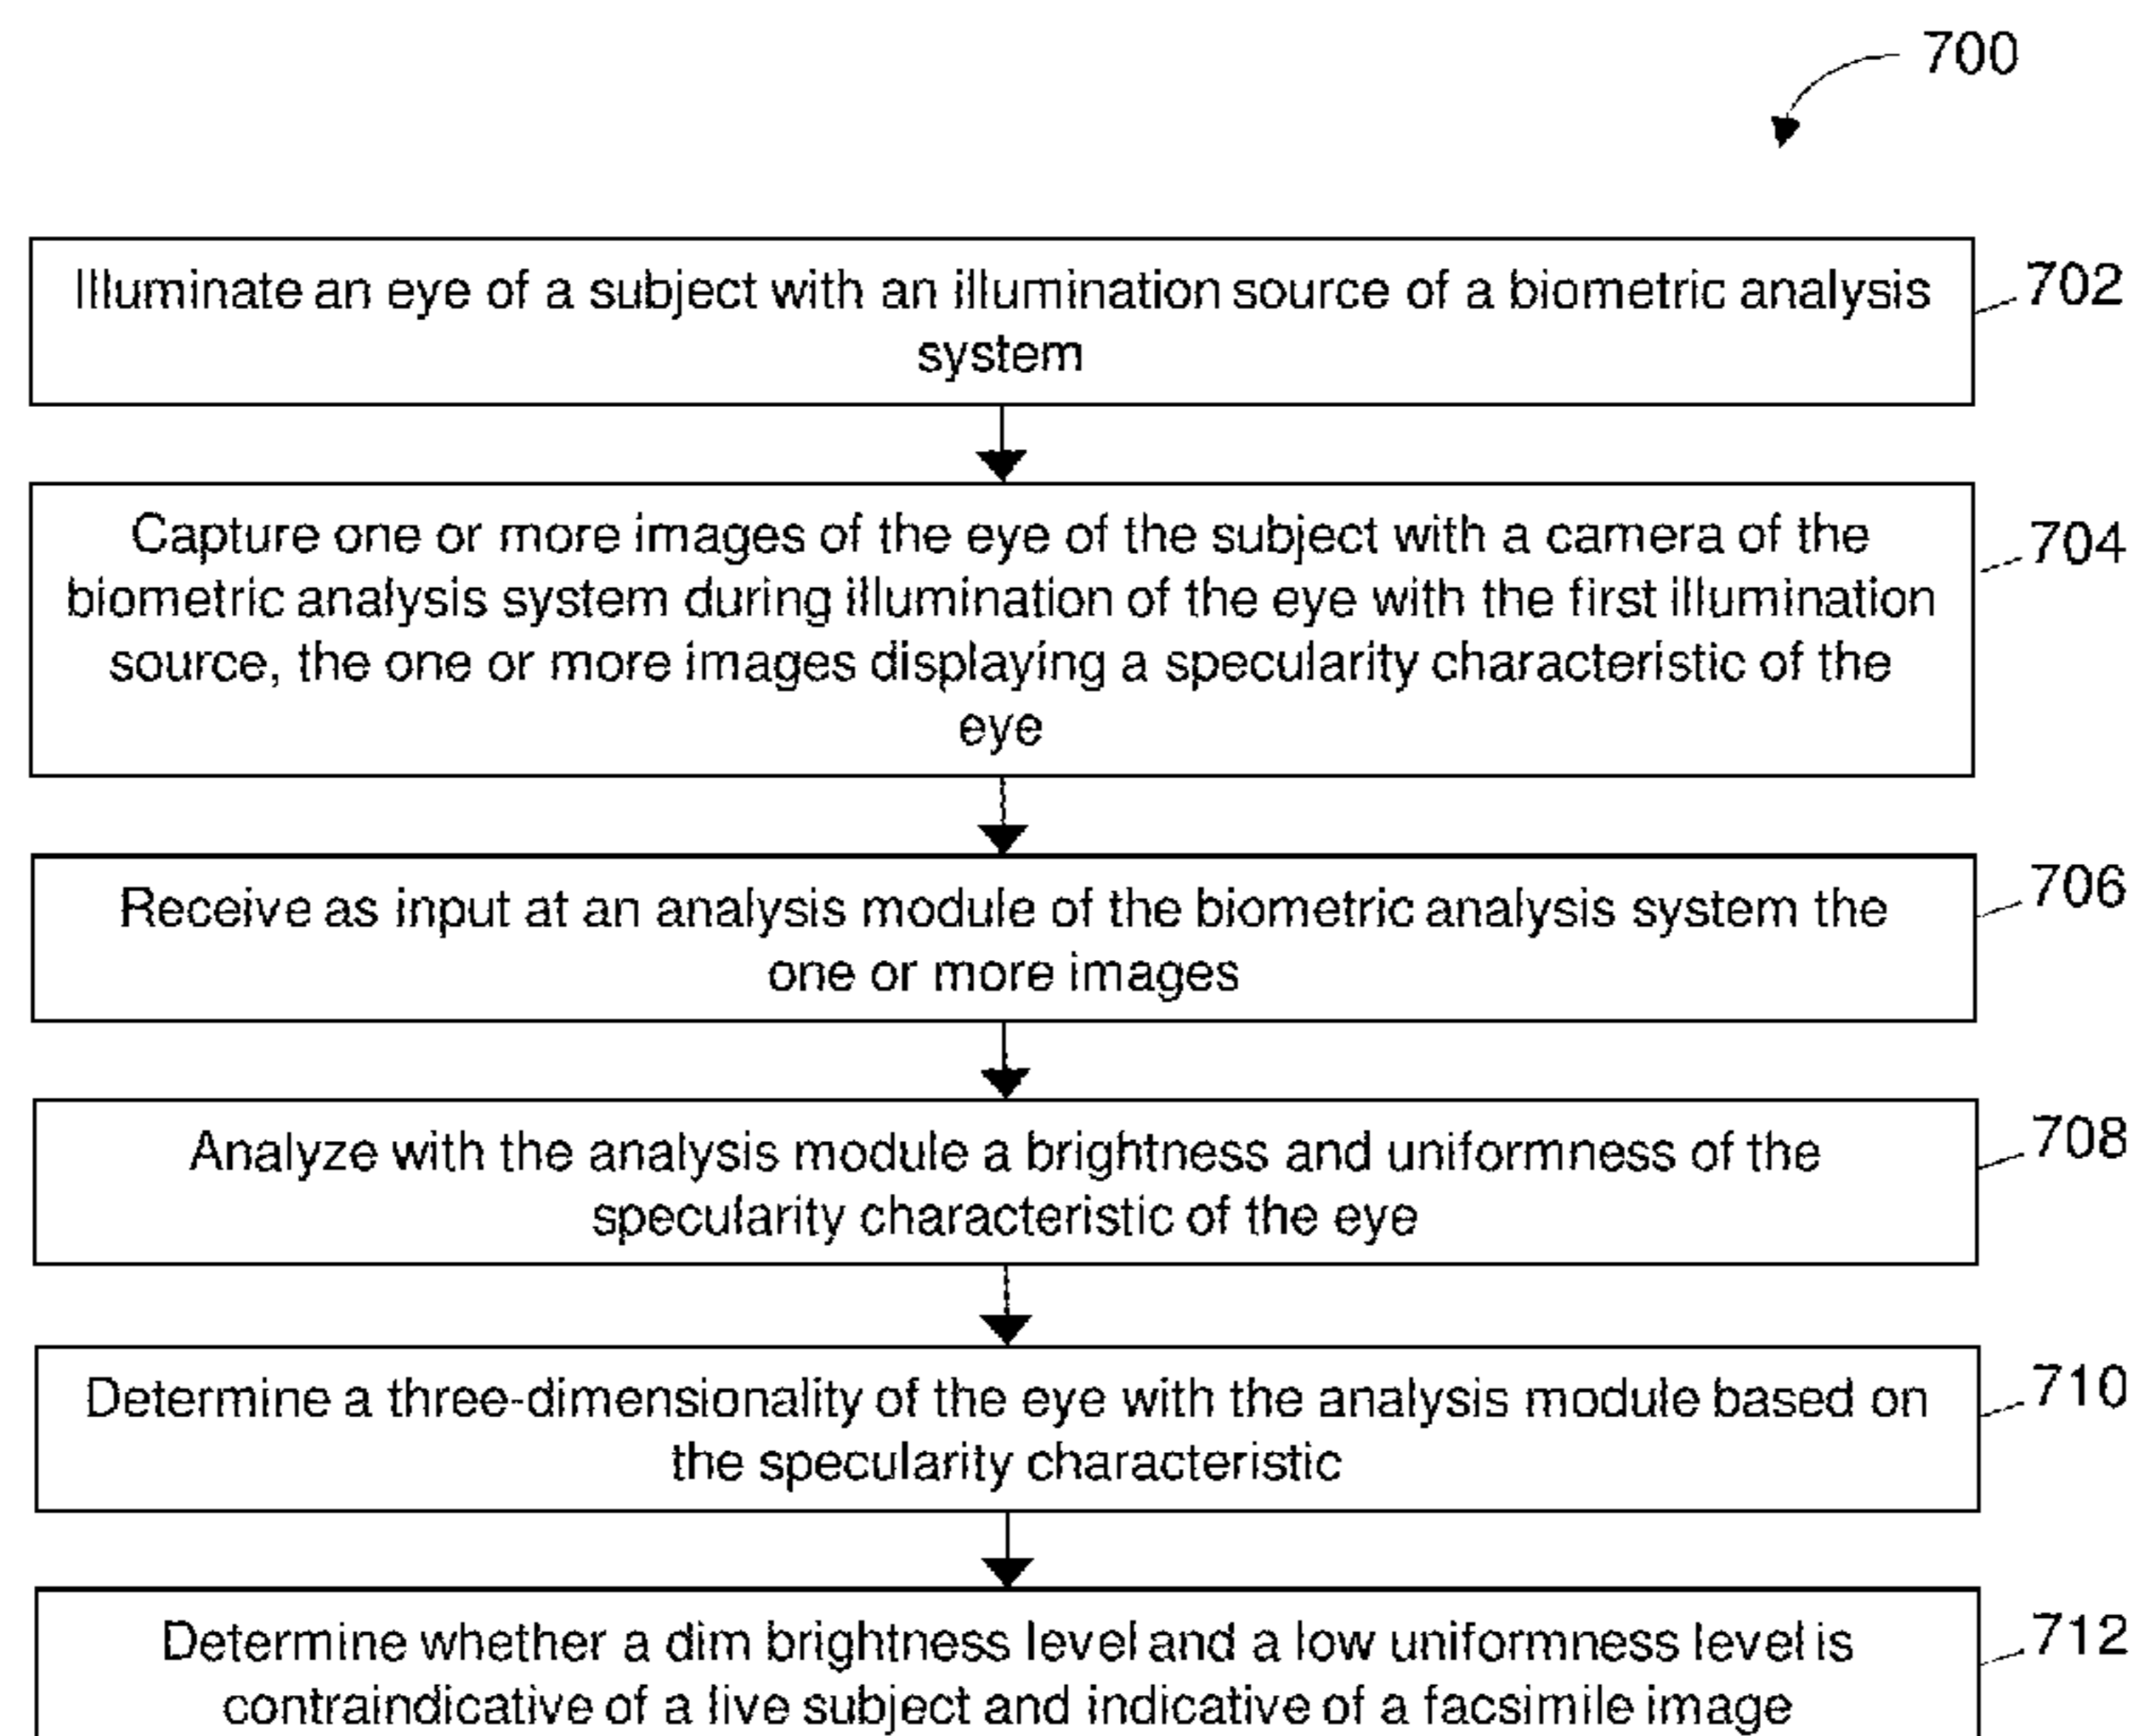 700
Illuminate an eye of a subject with an illumination source of a biometric analysis
system
702
Capture one or more images of the eye of the subject with a camera of the
biometric analysis system during illumination of the eye with the first illumination
source, the one or more images displaying a specularity characteristic of the
eye
704
Receive as input at an analysis module of the biometric analysis system the
one or more images
706
Analyze with the analysis module a brightness and uniformness of the
specularity characteristic of the eye
708
Determine a three-dimensionality of the eye with the analysis module based on
the specularity characteristic
710
Determine whether a dim brightness level and a low uniformness level is
contraindicative of a live subject and indicative of a facsimile image
712